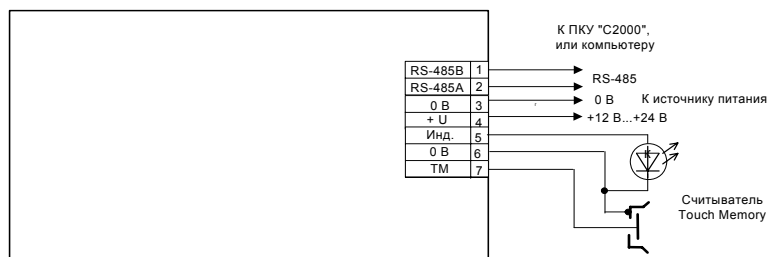 К ПКУ "С2000",
или компьютеру
RS-485B 1
RS-485A 2
RS-485
0 В 3
0 В К источнику питания
+ U 4
+12 В...+24 В
Инд. 5
0 В 6
К
ТМ 7
Считыватель
Touch Memory